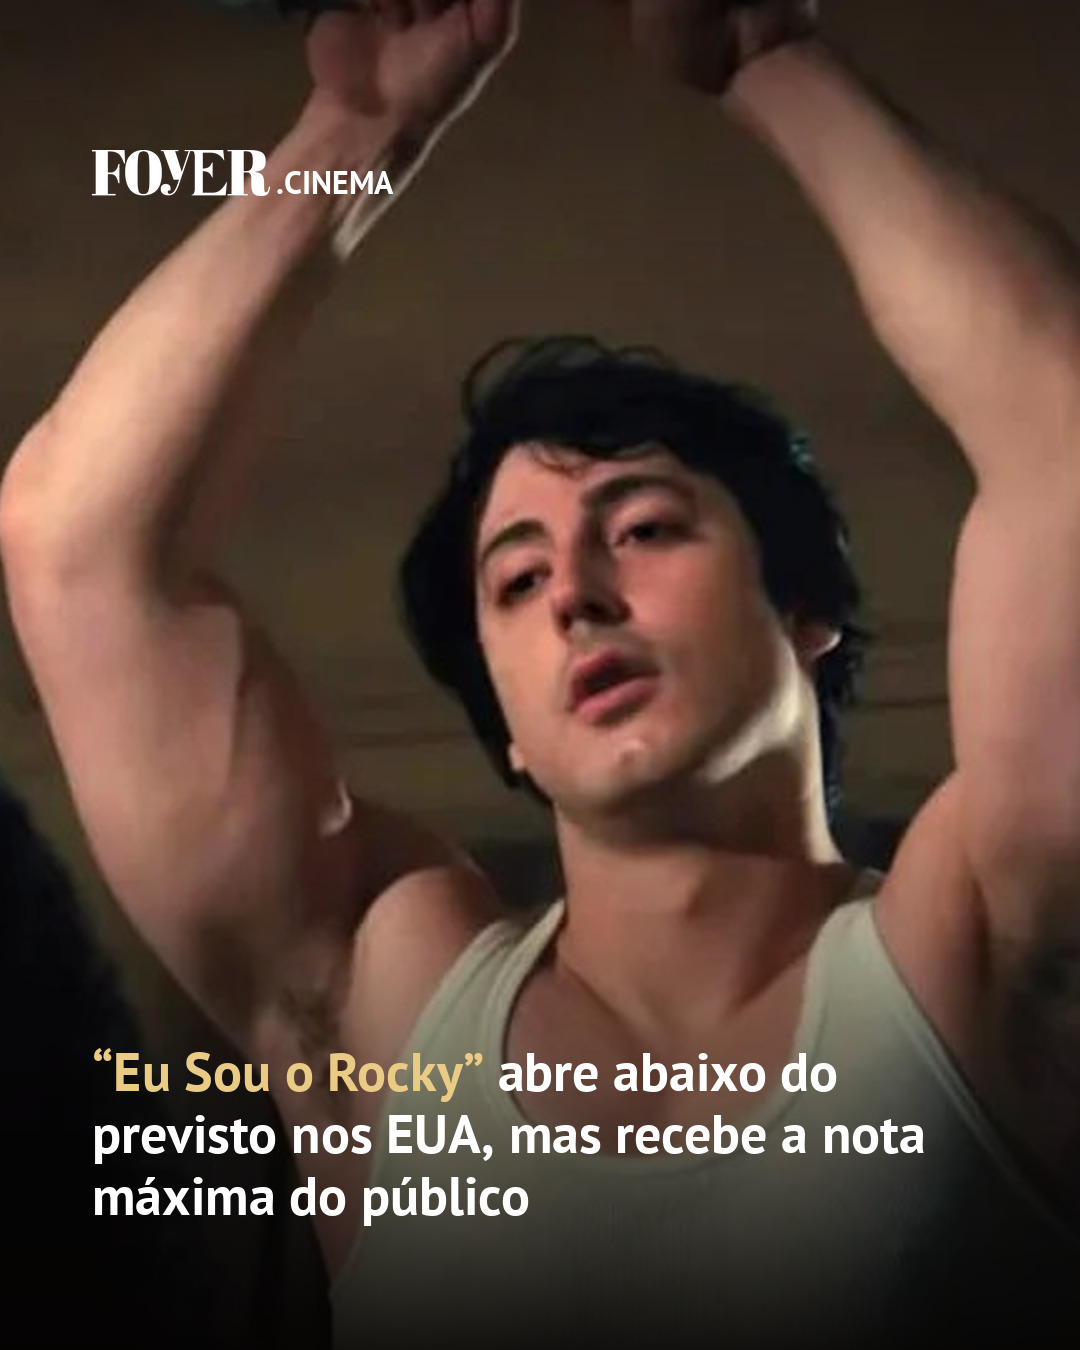 FOYER.CINEMA
“Eu Sou o Rocky” abre abaixo do
previsto nos EUA, mas recebe a nota
máxima do público